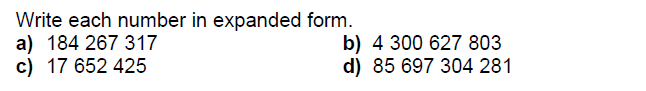 Write each number in expanded form.
a) 184 267 317 b) 4 300 627 803
c) 17 652 425 d) 85 697 304 281